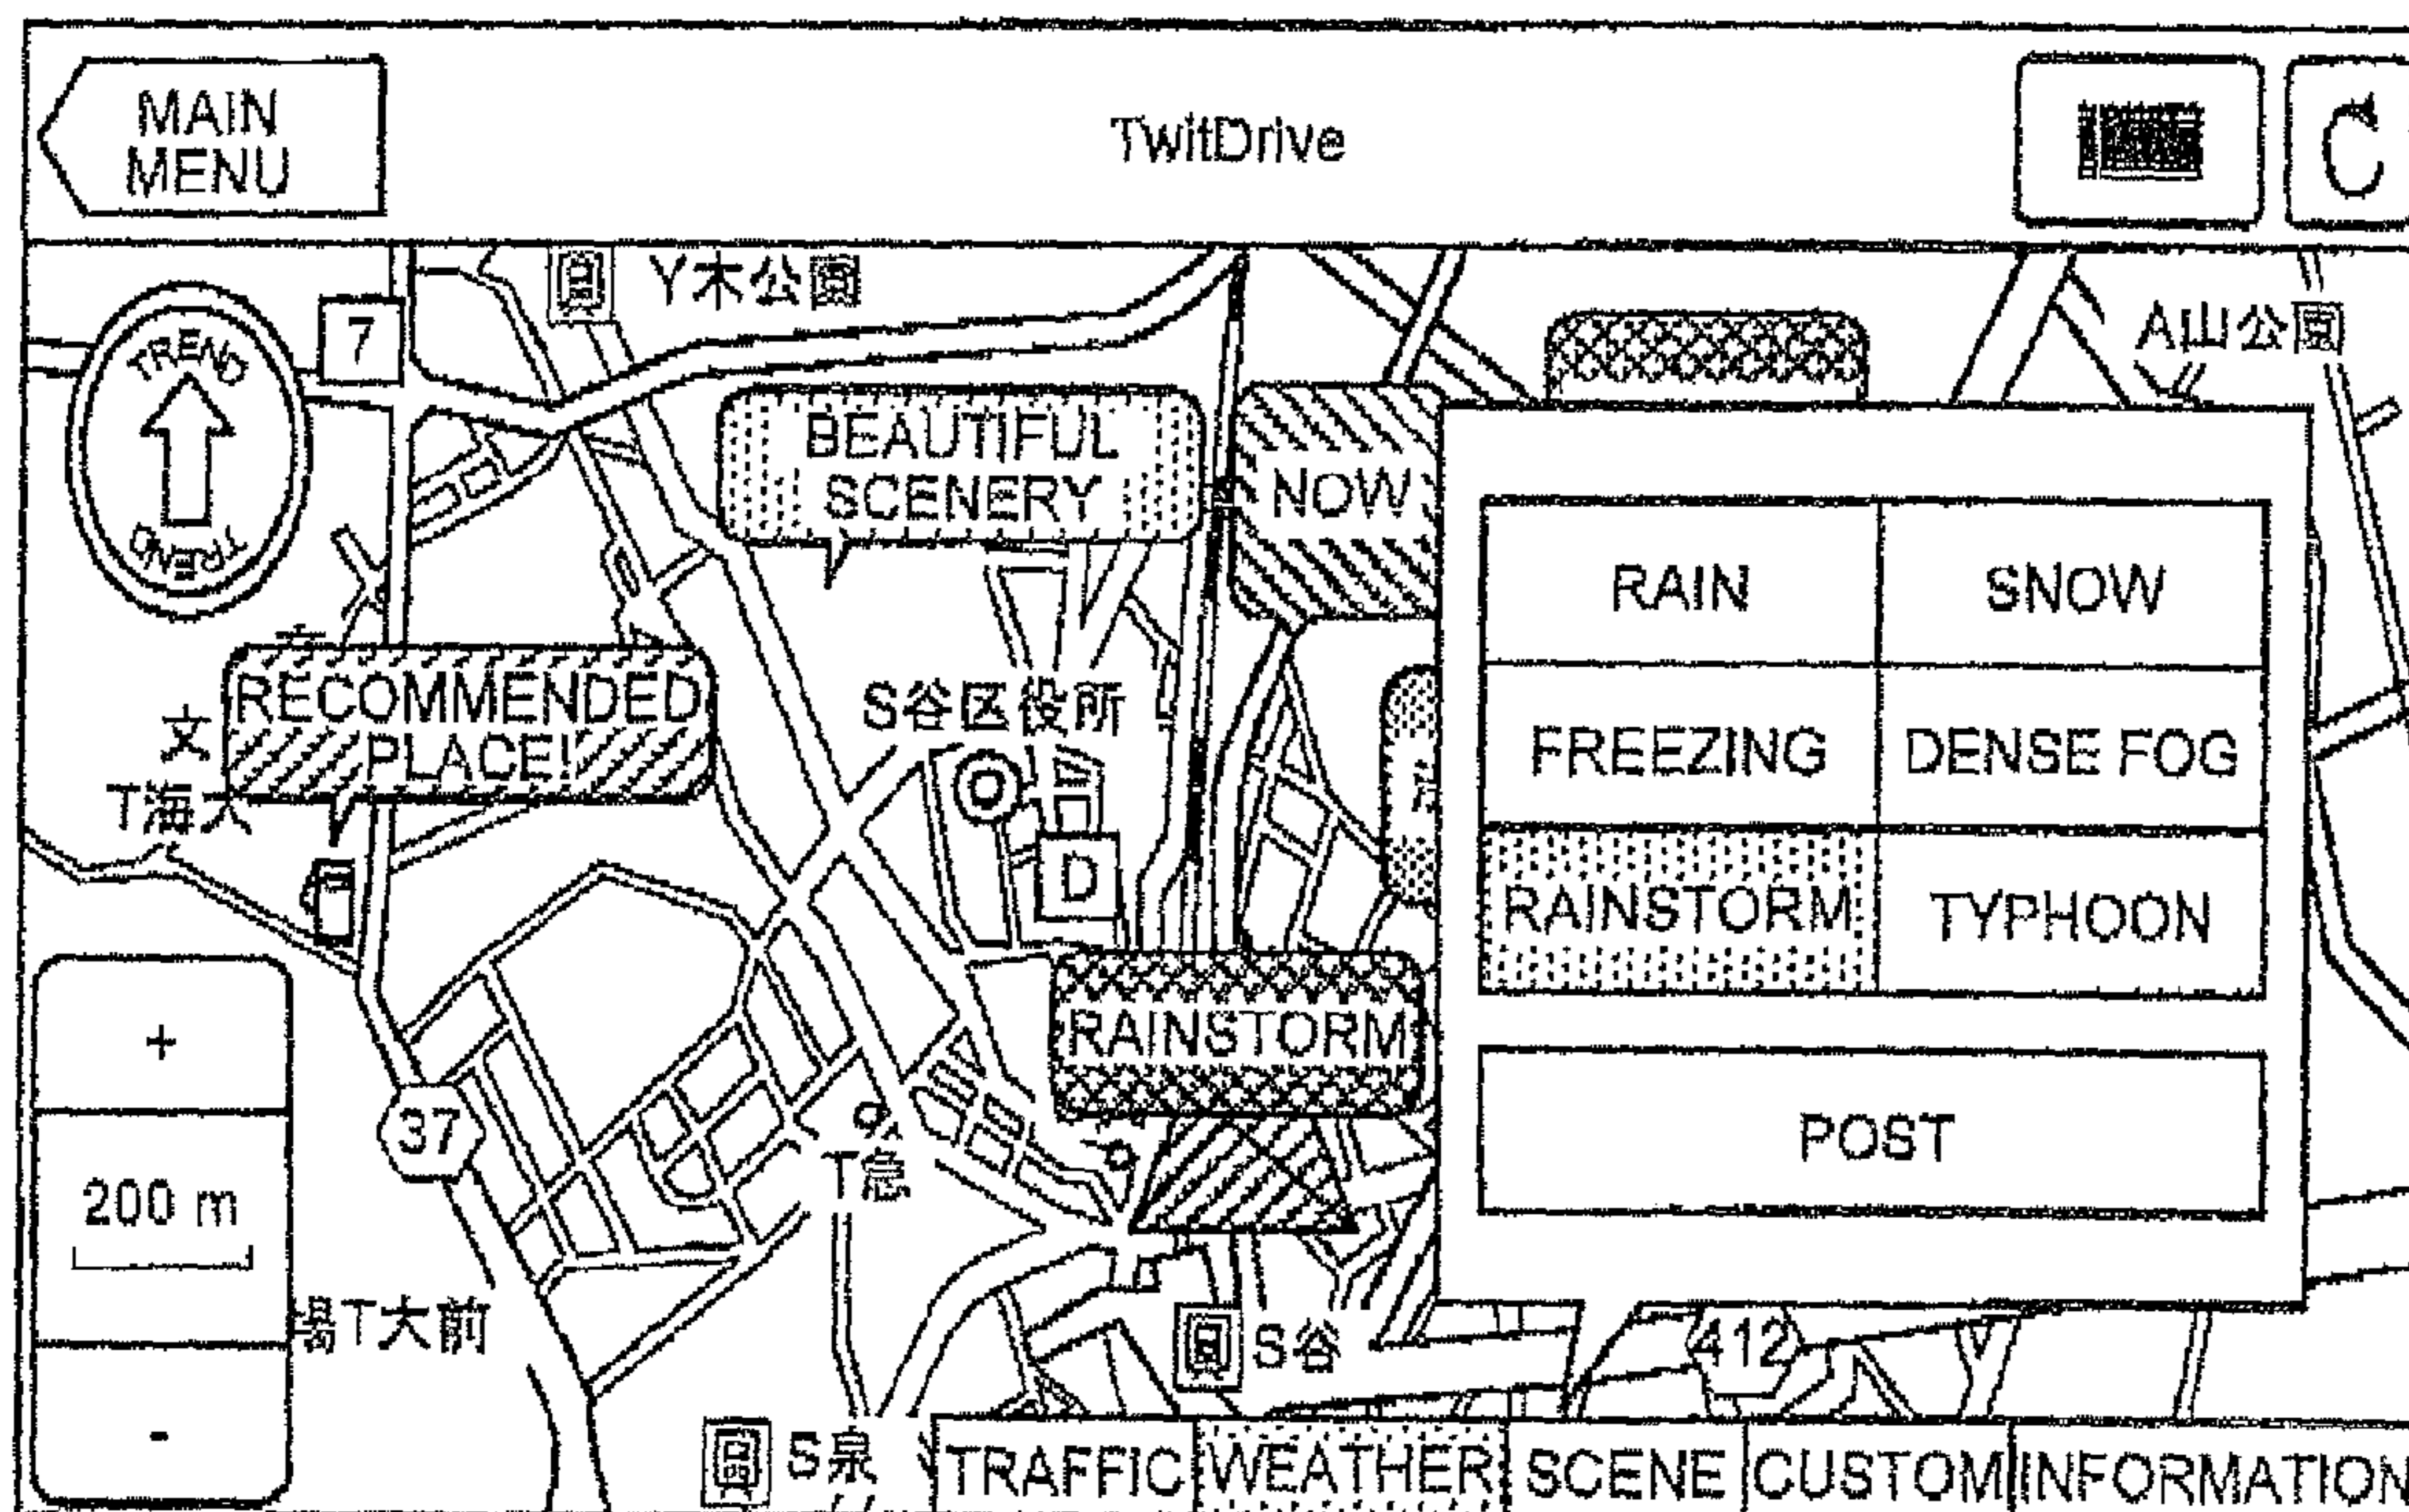 MAIN
MENU
TwitDrive
C
Y木公園
A山公園
TREND
7
TREND
BEAUTIFUL
SCENERY
NOW
RAIN
SNOW
RECOMMENDED
PLACE!
S谷区役所
文
T海大
FREEZING
DENSE FOG
D
RAINSTORM
TYPHOON
+
RAINSTORM
37
T急
POST
200 m
場T大前
S谷
412
-
S泉
TRAFFIC
WEATHER
SCENE
CUSTOM
INFORMATION